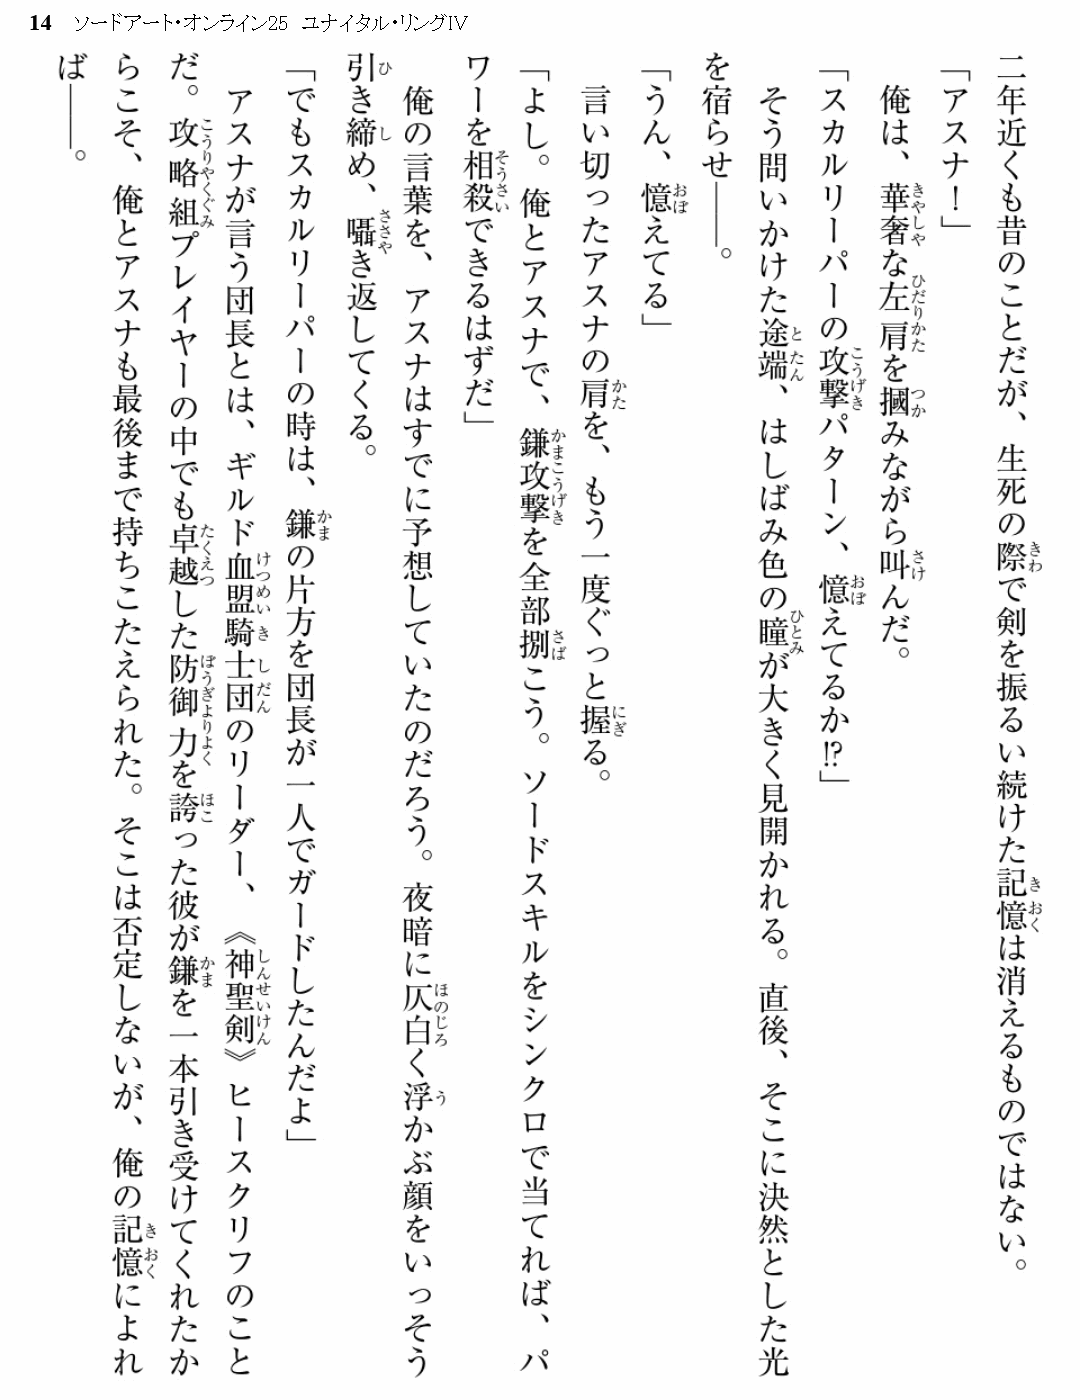 14 ソードアート・オンライン25 ユナイタル・リングⅣ
二年近くも昔のことだが、生死の際で剣を振るい続けた記憶は消えるものではない。
「アスナ！」
俺は、華奢な左肩を摑みながら叫んだ。
「スカルリーパーの攻撃パターン、憶えてるか!?」
そう問いかけた途端、はしばみ色の瞳が大きく見開かれる。直後、そこに決然とした光
を宿らせ――。
「うん、憶えてる」
言い切ったアスナの肩を、もう一度ぐっと握る。
「よし。俺とアスナで、鎌攻撃を全部捌こう。ソードスキルをシンクロで当てれば、パ
ワーを相殺できるはずだ」
俺の言葉を、アスナはすでに予想していたのだろう。夜暗に仄白く浮かぶ顔をいっそう
引き締め、囁き返してくる。
「でもスカルリーパーの時は、鎌の片方を団長が一人でガードしたんだよ」
アスナが言う団長とは、ギルド血盟騎士団のリーダー、《神聖剣》ヒースクリフのこと
だ。攻略組プレイヤーの中でも卓越した防御力を誇った彼が鎌を一本引き受けてくれたか
らこそ、俺とアスナも最後まで持ちこたえられた。そこは否定しないが、俺の記憶によれ
ば――。